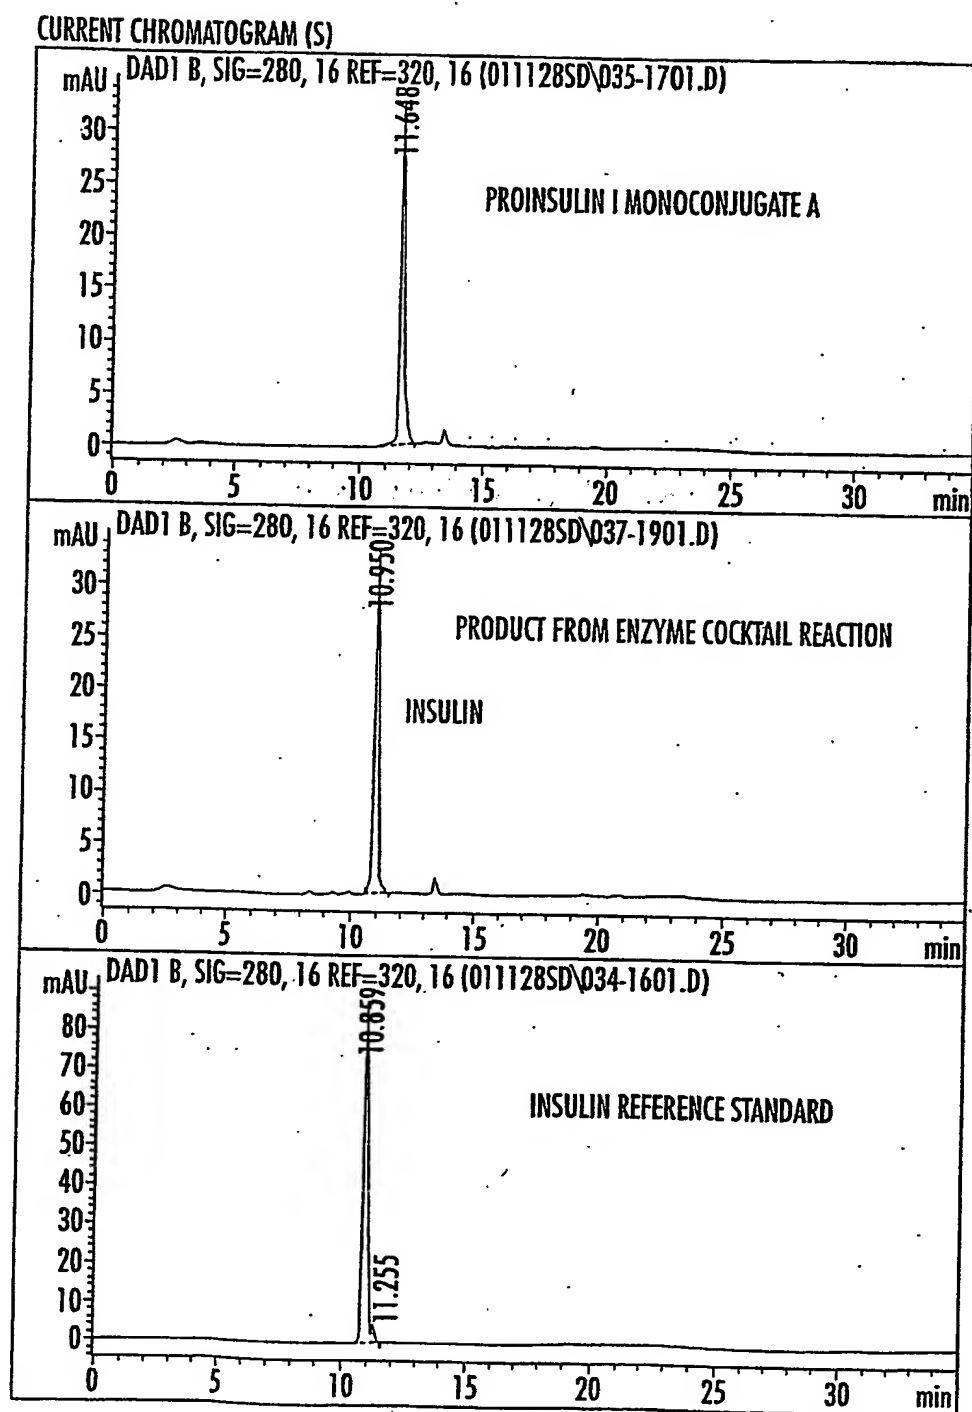 CURRENT CHROMATOGRAM (S)
mAU DAD1 B, SIG=280, 16 REF=320, 16 (011128SD\035-1701.D)
11.648
30
25
20
15
10
5
0
PROINSULIN I MONOCONJUGATE A
0 5 10 15 20 25 30 min
mAU DAD1 B, SIG=280, 16 REF=320, 16 (011128SD\037-1901.D)
10.950
30
25
20
15
10
5
0
PRODUCT FROM ENZYME COCKTAIL REACTION
INSULIN
0 5 10 15 20 25 30 min
mAU DAD1 B, SIG=280, 16 REF=320, 16 (011128SD\034-1601.D)
10.859
80
70
60
50
40
30
20
10
0
INSULIN REFERENCE STANDARD
11.255
0 5 10 15 20 25 30 min